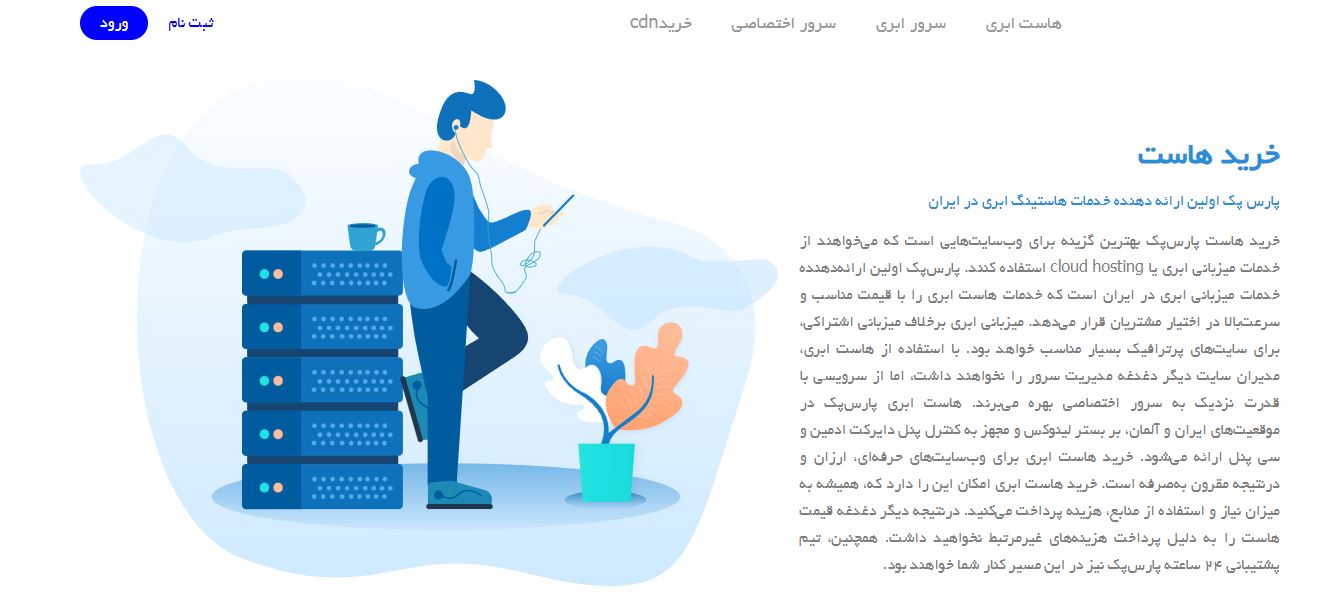 هاست ابری
سرور ابری
سرور اختصاصی
خریدcdn
ثبت نام
ورود
خرید هاست
پارس پک اولین ارائه دهنده خدمات هاستینگ ابری در ایران
خرید هاست پارس‌پک بهترین گزینه برای وب‌سایت‌هایی است که می‌خواهند از
خدمات میزبانی ابری یا cloud hosting استفاده کنند. پارس‌پک اولین ارائه‌دهنده
خدمات میزبانی ابری در ایران است که خدمات هاست ابری را با قیمت مناسب و
سرعت‌بالا در اختیار مشتریان قرار می‌دهد. میزبانی ابری برخلاف میزبانی اشتراکی،
برای سایت‌های پرترافیک بسیار مناسب خواهد بود. با استفاده از هاست ابری،
مدیران سایت دیگر دغدغه مدیریت سرور را نخواهند داشت، اما از سرویسی با
قدرت نزدیک به سرور اختصاصی بهره می‌برند. هاست ابری پارس‌پک در
موقعیت‌های ایران و آلمان، بر بستر لینوکس و مجهز به کنترل پنل دایرکت ادمین و
سی پنل ارائه می‌شود. خرید هاست ابری برای وب‌سایت‌های حرفه‌ای، ارزان و
درنتیجه مقرون به‌صرفه است. خرید هاست ابری امکان این را دارد که، همیشه به
میزان نیاز و استفاده از منابع، هزینه پرداخت می‌کنید. درنتیجه دیگر دغدغه قیمت
هاست را به دلیل پرداخت هزینه‌های غیرمرتبط نخواهید داشت. همچنین، تیم
پشتیبانی ۲۴ ساعته پارس‌پک نیز در این مسیر کنار شما خواهند بود.